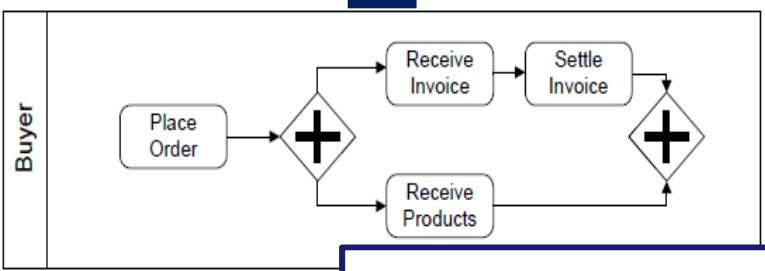 Buyer
Place
Order
Receive
Invoice
Settle
Invoice
Receive
Products